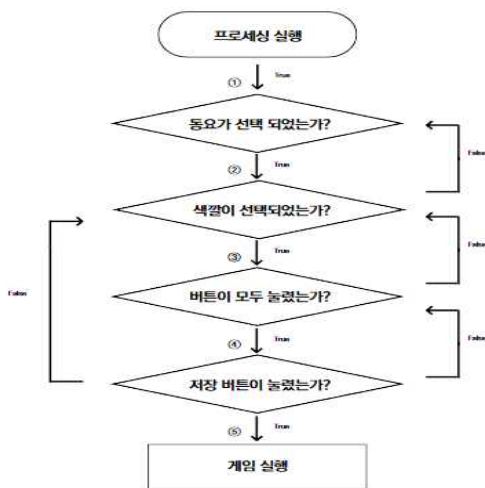 프로세싱 실행
① True
동요가 선택 되었는가?
False
② True
색깔이 선택되었는가?
False
③ True
False
버튼이 모두 눌렸는가?
④ True
False
저장 버튼이 눌렸는가?
⑤ True
게임 실행